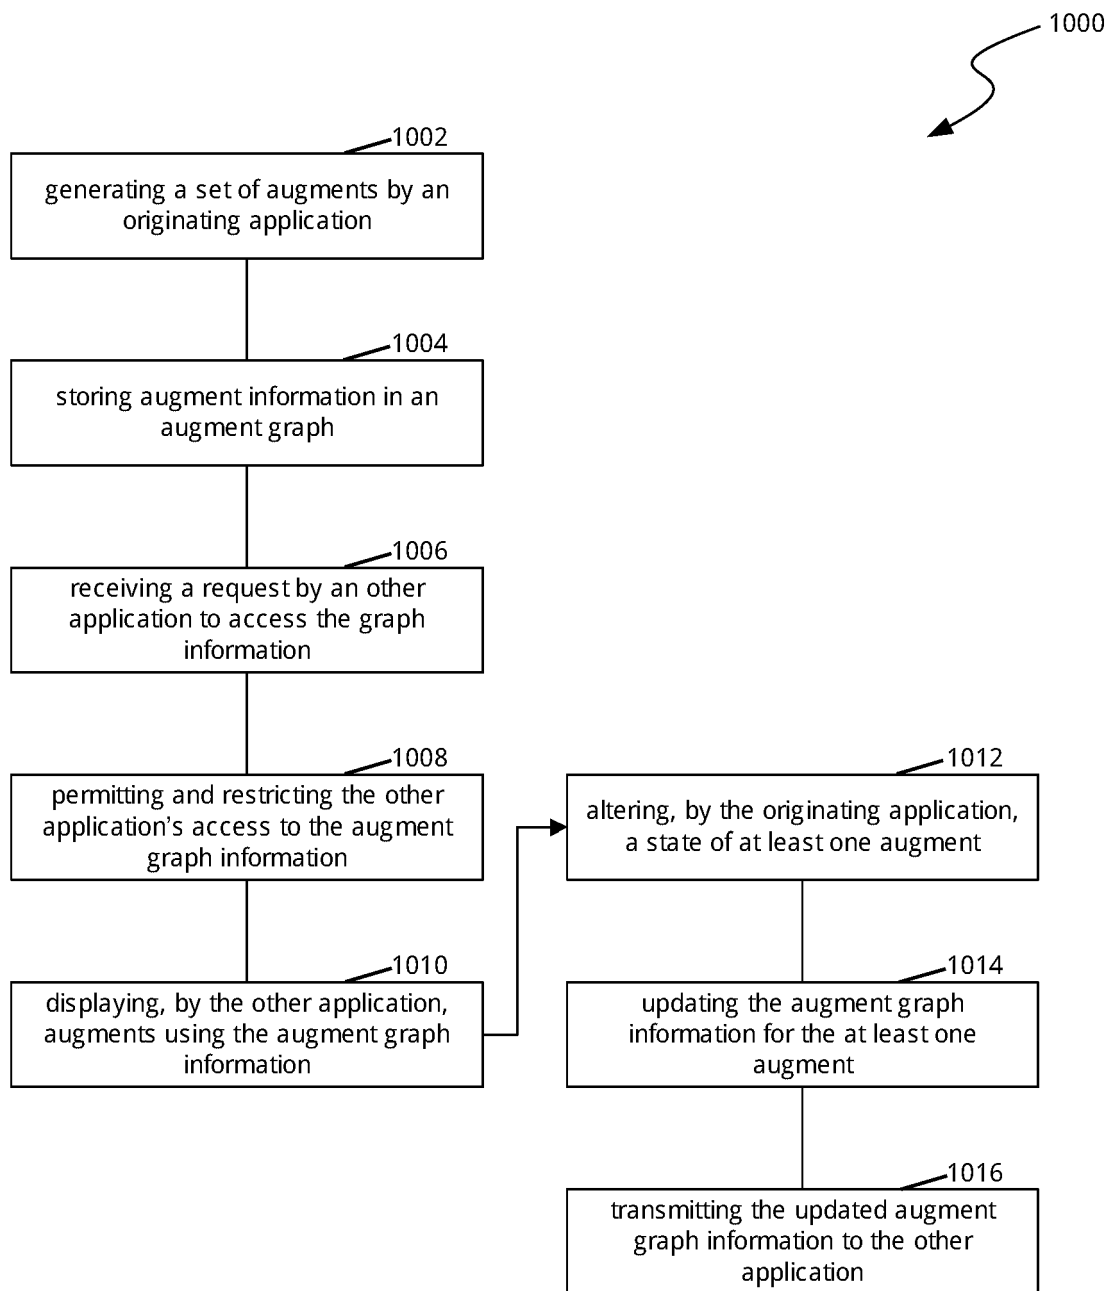 1000
1002
generating a set of augments by an
originating application
1004
storing augment information in an
augment graph
1006
receiving a request by an other
application to access the graph
information
1008
permitting and restricting the other
application's access to the augment
graph information
1010
displaying, by the other application,
augments using the augment graph
information
1012
altering, by the originating application,
a state of at least one augment
1014
updating the augment graph
information for the at least one
augment
1016
transmitting the updated augment
graph information to the other
application